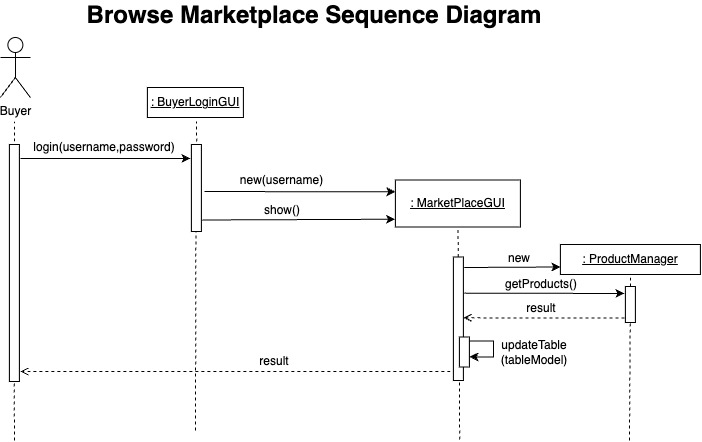 Browse Marketplace Sequence Diagram
Buyer
: BuyerLoginGUI
login(username,password)
new(username)
: MarketPlaceGUI
show()
new
: ProductManager
getProducts()
result
updateTable
(tableModel)
result